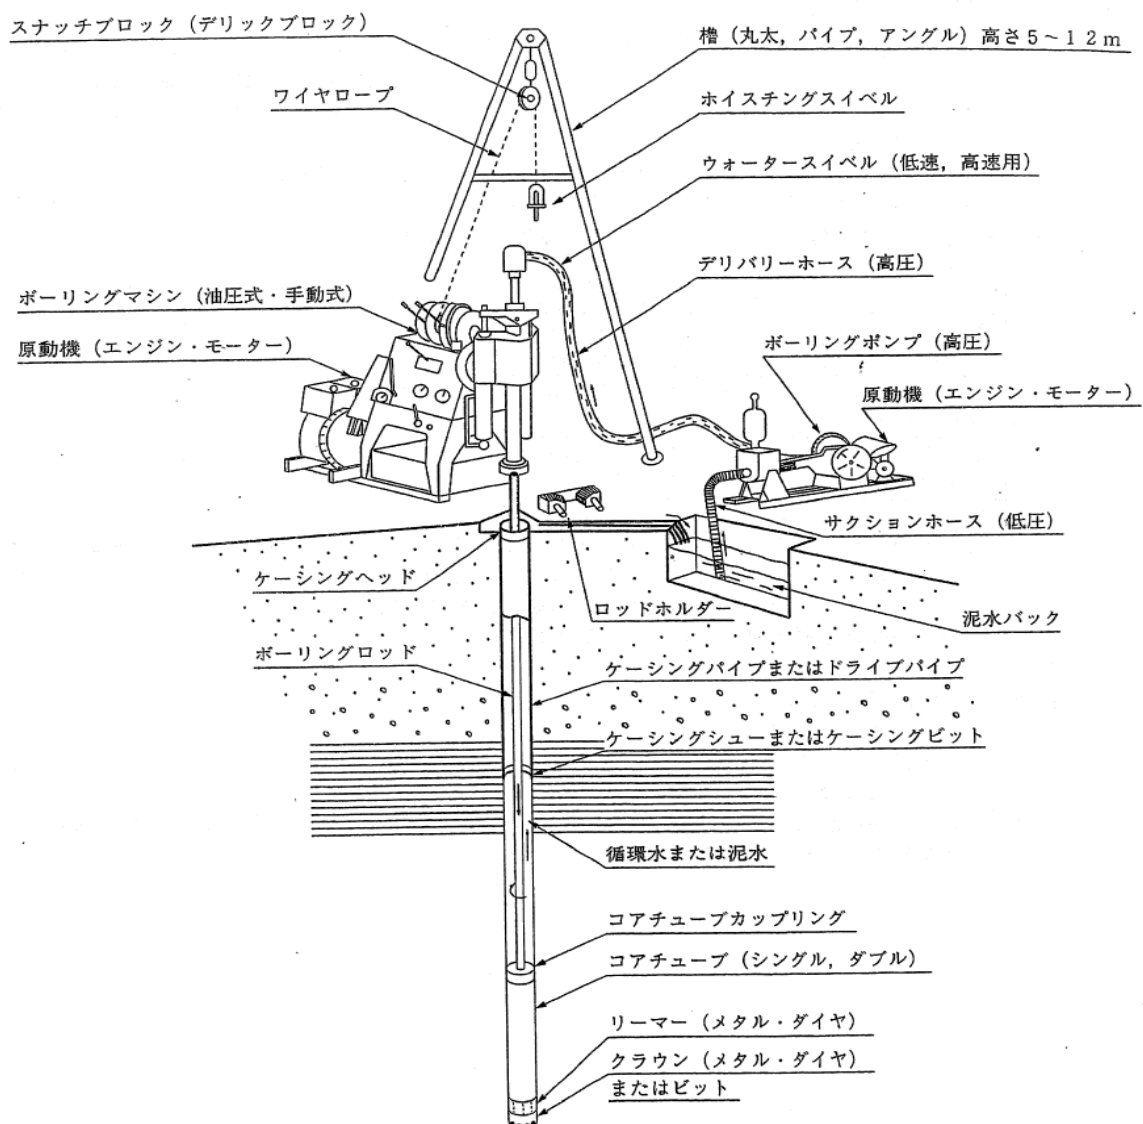 スナッチブロック（デリックブロック）
櫓（丸太，パイプ，アングル）高さ５～１２ｍ
ワイヤロープ
ホイスチングスイベル
ウォータースイベル（低速，高速用）
デリバリーホース（高圧）
ボーリングマシン（油圧式・手動式）
原動機（エンジン・モーター）
ボーリングポンプ（高圧）
原動機（エンジン・モーター）
サクションホース（低圧）
ケーシングヘッド
ロッドホルダー
泥水バック
ボーリングロッド
ケーシングパイプまたはドライブパイプ
ケーシングシューまたはケーシングビット
循環水または泥水
コアチューブカップリング
コアチューブ（シングル，ダブル）
リーマー（メタル・ダイヤ）
クラウン（メタル・ダイヤ）
またはビット